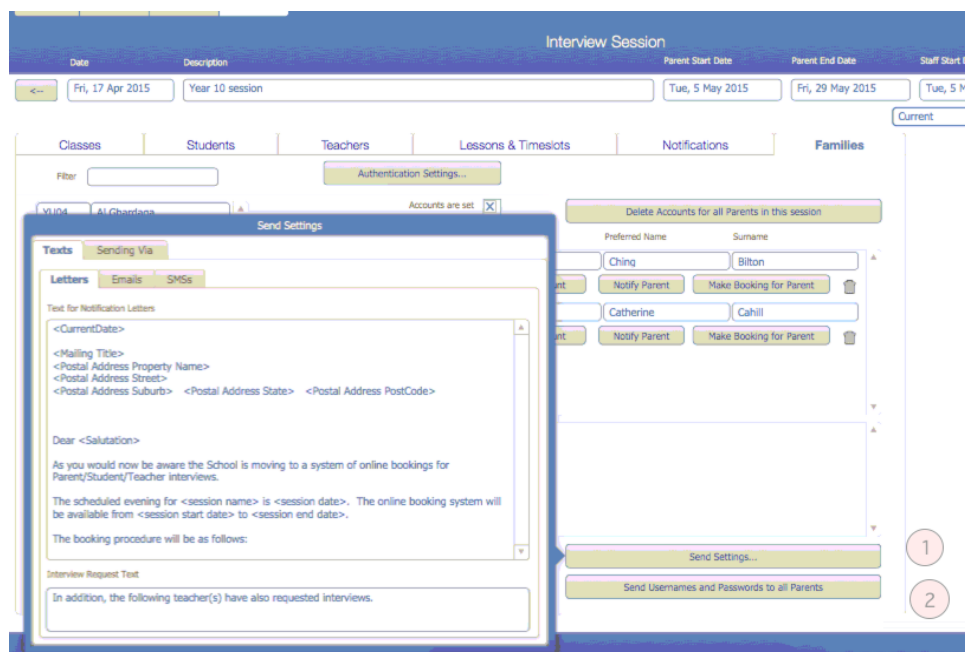 Interview Session
Date Description Parent Start Date Parent End Date Staff Start
<-- Fri, 17 Apr 2015 Year 10 session Tue, 5 May 2015 Fri, 29 May 2015 Tue, 5
Current
Classes Students Teachers Lessons & Timeslots Notifications Families
Filter Authentication Settings...
Accounts are set X
Delete Accounts for all Parents in this session
YU04 Al Ghardaqa
Preferred Name Surname
Ching Bilton
Notify Parent Make Booking for Parent
Catherine Cahill
Notify Parent Make Booking for Parent
Send Settings
Texts Sending Via
Letters Emails SMSs
Text for Notification Letters
<CurrentDate>
<Mailing Title>
<Postal Address Property Name>
<Postal Address Street>
<Postal Address Suburb> <Postal Address State> <Postal Address PostCode>
Dear <Salutation>
As you would now be aware the School is moving to a system of online bookings for
Parent/Student/Teacher interviews.
The scheduled evening for <session name> is <session date>. The online booking system will
be available from <session start date> to <session end date>.
The booking procedure will be as follows:
Interview Request Text
In addition, the following teacher(s) have also requested interviews.
Send Settings... 1
Send Usernames and Passwords to all Parents 2